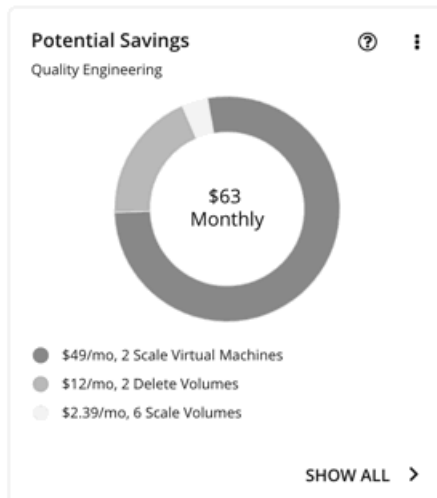 Potential Savings
Quality Engineering
$63
Monthly
$49/mo, 2 Scale Virtual Machines
$12/mo, 2 Delete Volumes
$2.39/mo, 6 Scale Volumes
SHOW ALL